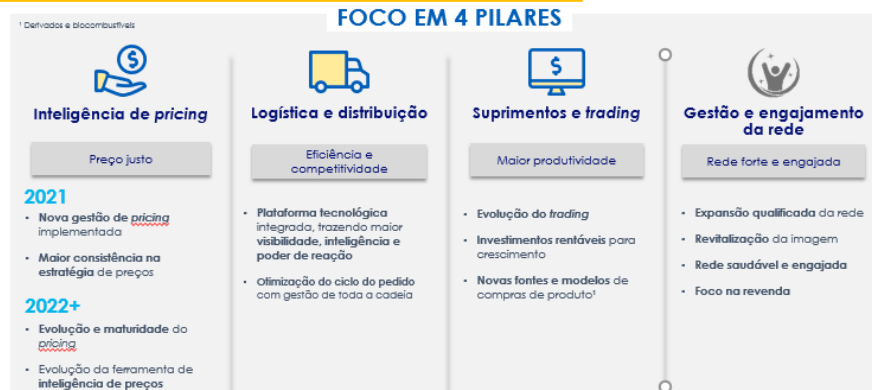 FOCO EM 4 PILARES
¹ Derivados e biocombustíveis
Inteligência de pricing
Preço justo
2021
• Nova gestão de pricing
implementada
• Maior consistência na
estratégia de preços
2022+
• Evolução e maturidade do
pricing
• Evolução da ferramenta de
inteligência de preços
Logística e distribuição
Eficiência e
competitividade
• Plataforma tecnológica
integrada, trazendo maior
visibilidade, inteligência e
poder de reação
• Otimização do ciclo do pedido
com gestão de toda a cadeia
Suprimentos e trading
Maior produtividade
• Evolução do trading
• Investimentos rentáveis para
crescimento
• Novas fontes e modelos de
compras de produto¹
Gestão e engajamento
da rede
Rede forte e engajada
• Expansão qualificada da rede
• Revitalização da imagem
• Rede saudável e engajada
• Foco na revenda